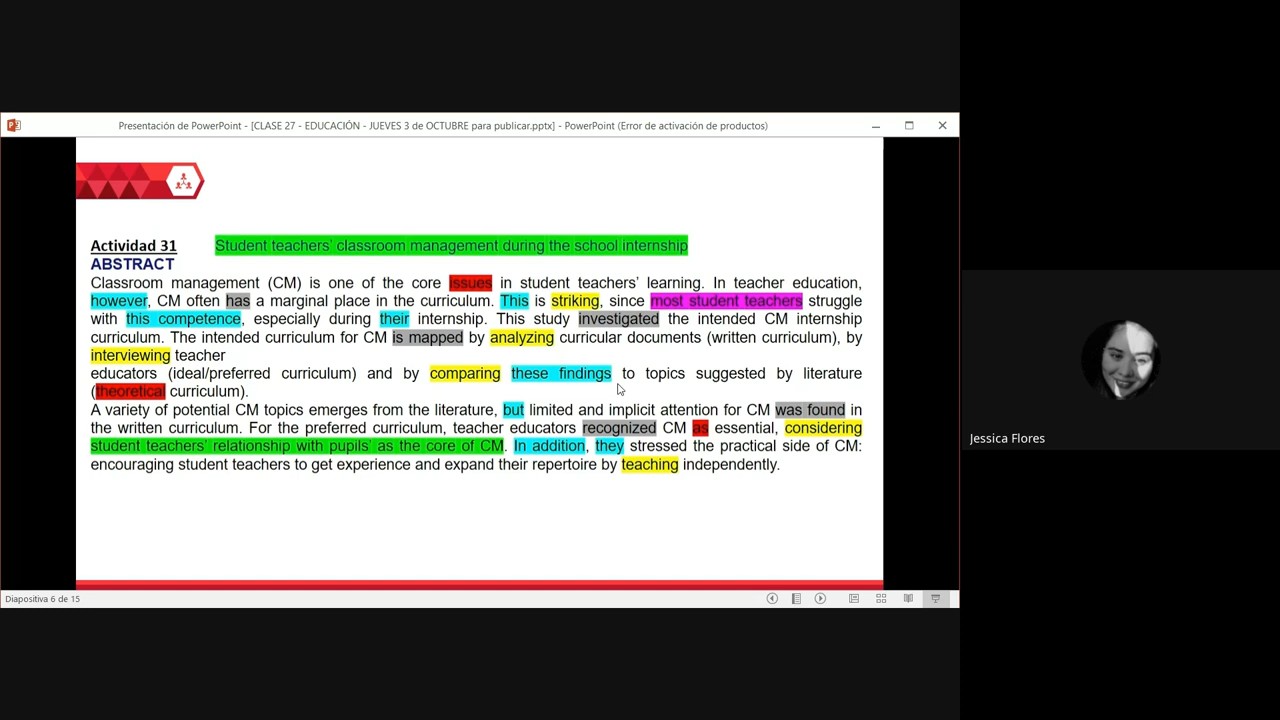 Presentación de PowerPoint - [CLASE 27 - EDUCACIÓN - JUEVES 3 de OCTUBRE para publicar.pptx] - PowerPoint (Error de activación de productos)
Actividad 31 Student teachers' classroom management during the school internship
ABSTRACT
Classroom management (CM) is one of the core issues in student teachers' learning. In teacher education,
however, CM often has a marginal place in the curriculum. This is striking, since most student teachers struggle
with this competence, especially during their internship. This study investigated the intended CM internship
curriculum. The intended curriculum for CM is mapped by analyzing curricular documents (written curriculum), by
interviewing teacher
educators (ideal/preferred curriculum) and by comparing these findings to topics suggested by literature
(theoretical curriculum).
A variety of potential CM topics emerges from the literature, but limited and implicit attention for CM was found in
the written curriculum. For the preferred curriculum, teacher educators recognized CM as essential, considering
student teachers' relationship with pupils' as the core of CM. In addition, they stressed the practical side of CM:
encouraging student teachers to get experience and expand their repertoire by teaching independently.
Diapositiva 6 de 15
Jessica Flores